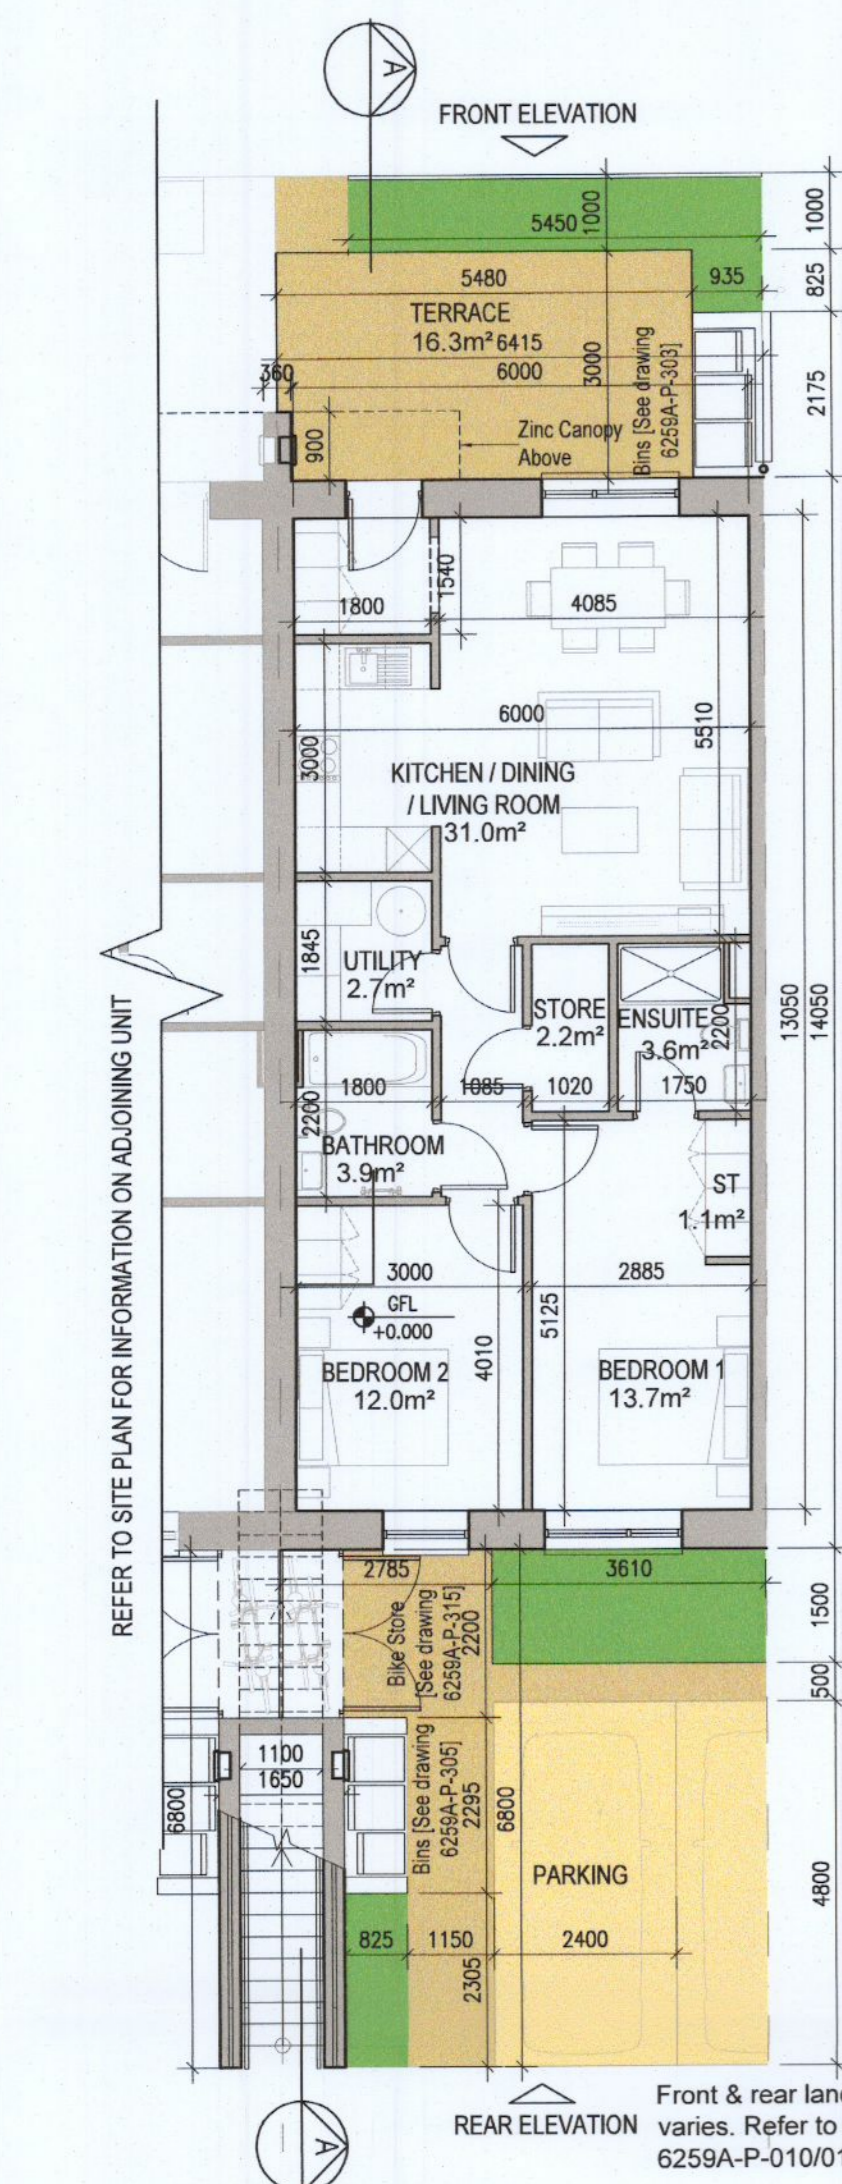 A
FRONT ELEVATION
1000
1000
5450
825
5480
935
TERRACE
16.3m²
6415
3000
360
6000
2175
Bins [See drawing
6259A-P-303]
900
Zinc Canopy
Above
1540
1800
4085
6000
5510
3000
KITCHEN / DINING
/ LIVING ROOM
31.0m²
1845
UTILITY
2.7m²
STORE
2.2m²
ENSUITE
3.6m²
2200
13050
14050
1800
1085
1020
1750
2200
BATHROOM
3.9m²
ST
1.1m²
3000
2885
GFL
+0.000
5125
4010
BEDROOM 2
12.0m²
BEDROOM 1
13.7m²
REFER TO SITE PLAN FOR INFORMATION ON ADJOINING UNIT
2785
3610
Bike Store
[See drawing
6259A-P-315]
2200
1500
500
1100
1650
6800
Bins [See drawing
6259A-P-305]
2295
6800
4800
PARKING
825
1150
2400
2305
REAR ELEVATION
Front & rear land
varies. Refer to
6259A-P-010/01
A